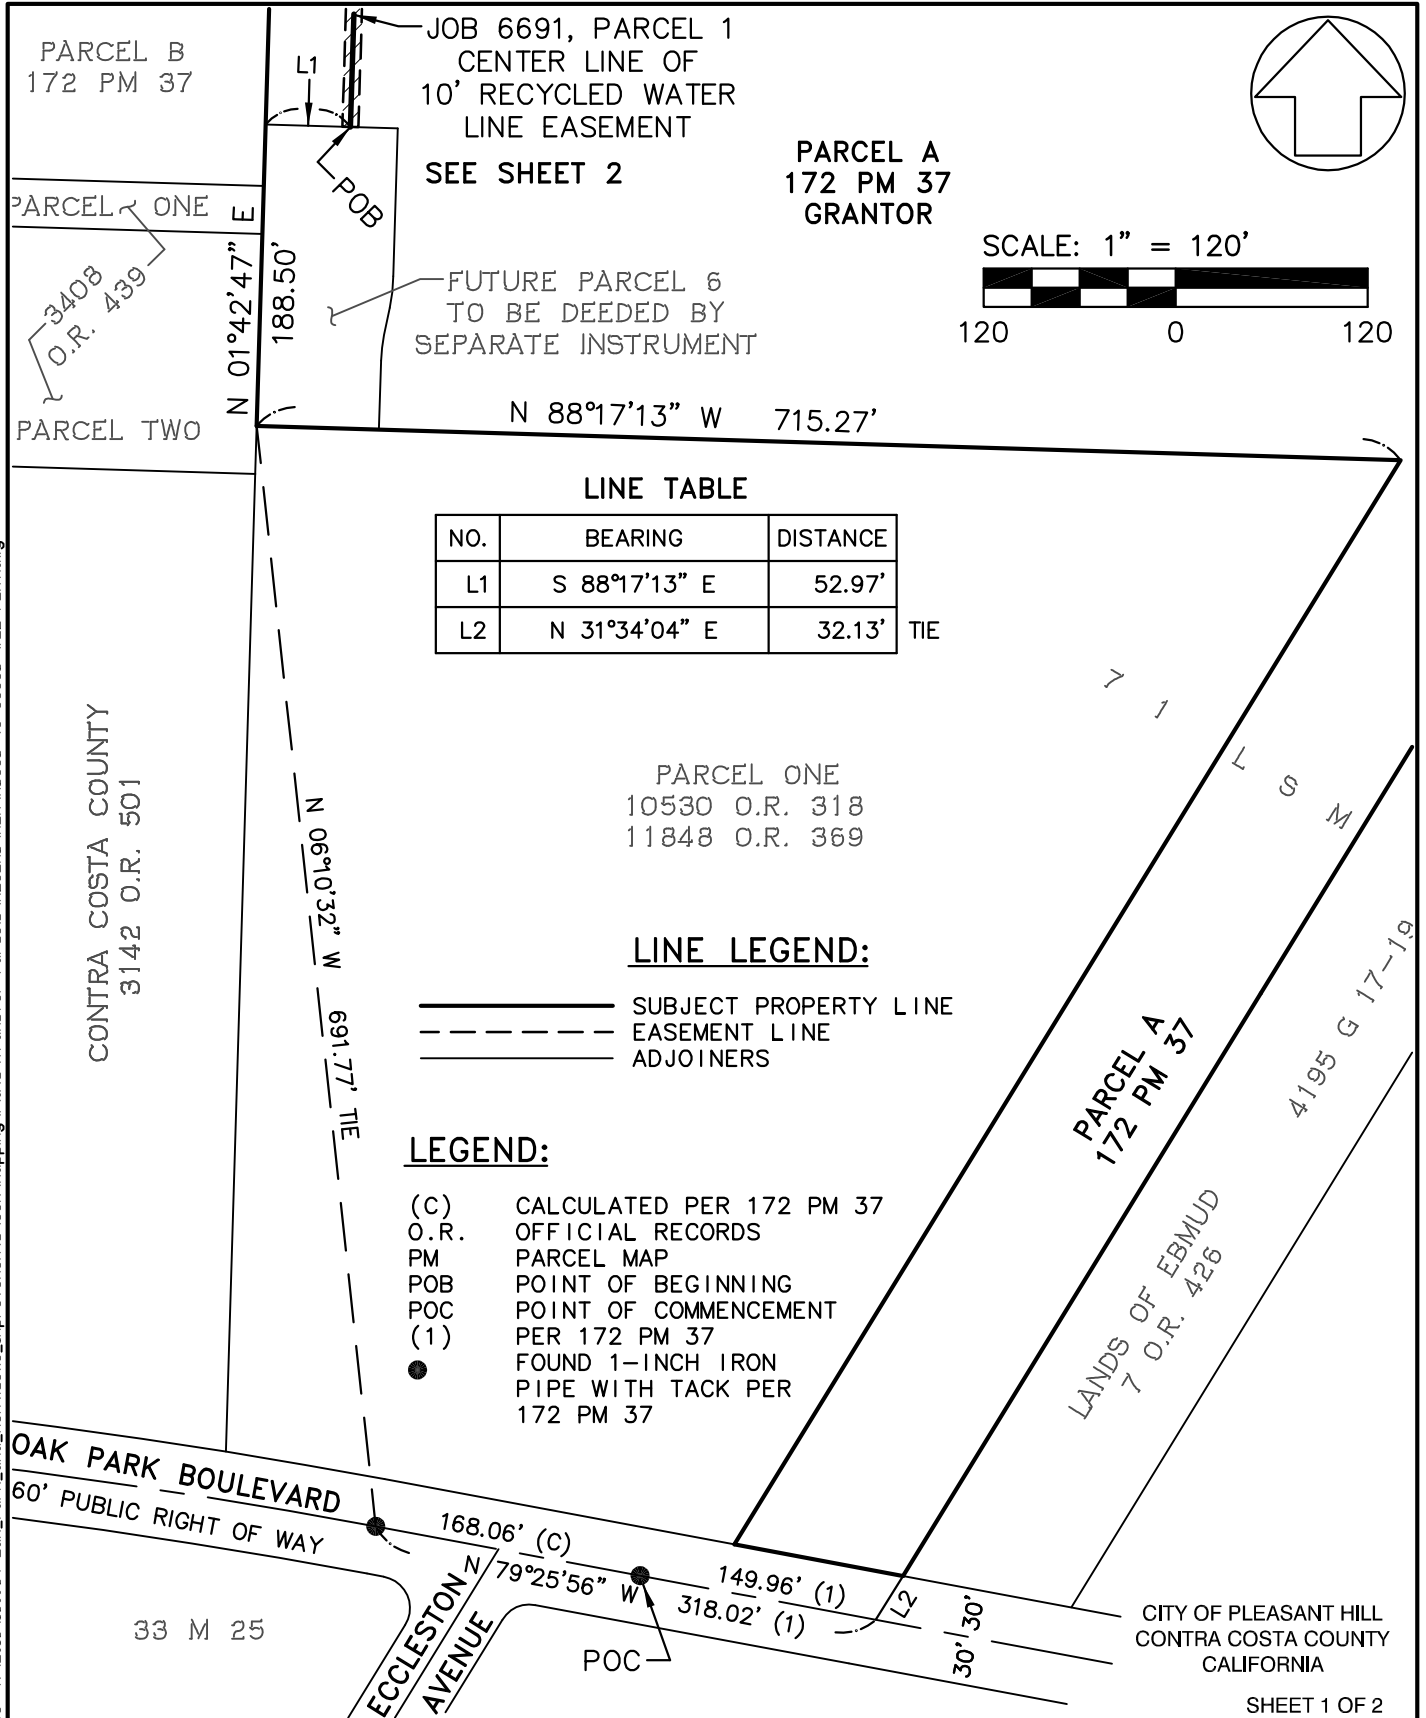 PARCEL B
172 PM 37
L1
JOB 6691, PARCEL 1
CENTER LINE OF
10' RECYCLED WATER
LINE EASEMENT
SEE SHEET 2
POB
PARCEL A
172 PM 37
GRANTOR
SCALE: 1" = 120'
120 0 120
PARCEL ONE
3408
O.R. 439
PARCEL TWO
N 01°42'47" E
188.50'
FUTURE PARCEL 6
TO BE DEEDED BY
SEPARATE INSTRUMENT
N 88°17'13" W 715.27'
LINE TABLE
NO. BEARING DISTANCE
L1 S 88°17'13" E 52.97'
L2 N 31°34'04" E 32.13' TIE
7 1 L S M
CONTRA COSTA COUNTY
3142 O.R. 501
N 06°10'32" W 691.77' TIE
PARCEL ONE
10530 O.R. 318
11848 O.R. 369
LINE LEGEND:
SUBJECT PROPERTY LINE
EASEMENT LINE
ADJOINERS
PARCEL A
172 PM 37
4195 G 17-19
LANDS OF EBMUD
7 O.R. 426
LEGEND:
(C) CALCULATED PER 172 PM 37
O.R. OFFICIAL RECORDS
PM PARCEL MAP
POB POINT OF BEGINNING
POC POINT OF COMMENCEMENT
(1) PER 172 PM 37
FOUND 1-INCH IRON
PIPE WITH TACK PER
172 PM 37
OAK PARK BOULEVARD
60' PUBLIC RIGHT OF WAY
168.06' (C)
N 79°25'56" W
149.96' (1)
318.02' (1)
L2
30' 30'
POC
ECCLESTON
AVENUE
33 M 25
CITY OF PLEASANT HILL
CONTRA COSTA COUNTY
CALIFORNIA
SHEET 1 OF 2